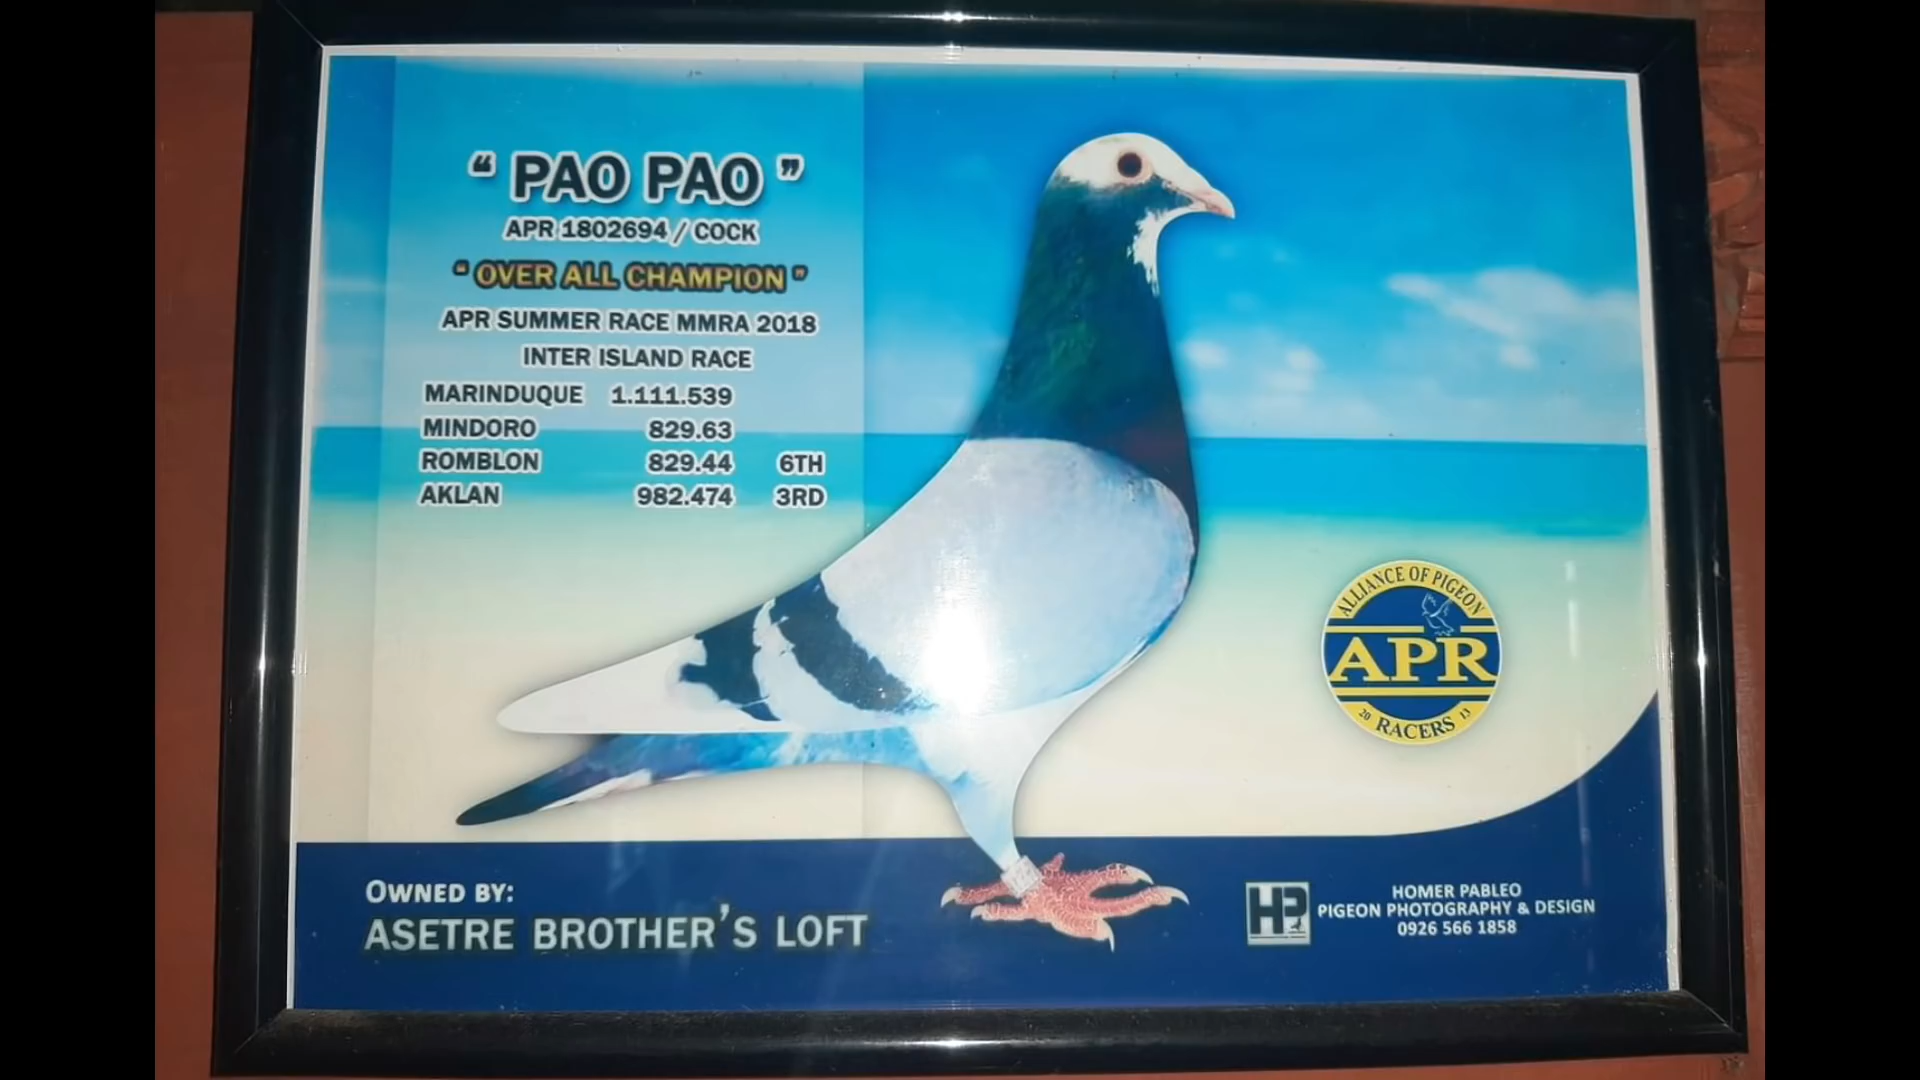 " PAO PAO "
APR 1802694 / COCK
" OVER ALL CHAMPION "
APR SUMMER RACE MMRA 2018
INTER ISLAND RACE
MARINDUQUE 1.111.539
MINDORO 829.63
ROMBLON 829.44 6TH
AKLAN 982.474 3RD
ALLIANCE OF PIGEON
APR
20 RACERS 13
OWNED BY:
ASETRE BROTHER'S LOFT
HP
HOMER PABLEO
PIGEON PHOTOGRAPHY & DESIGN
0926 566 1858